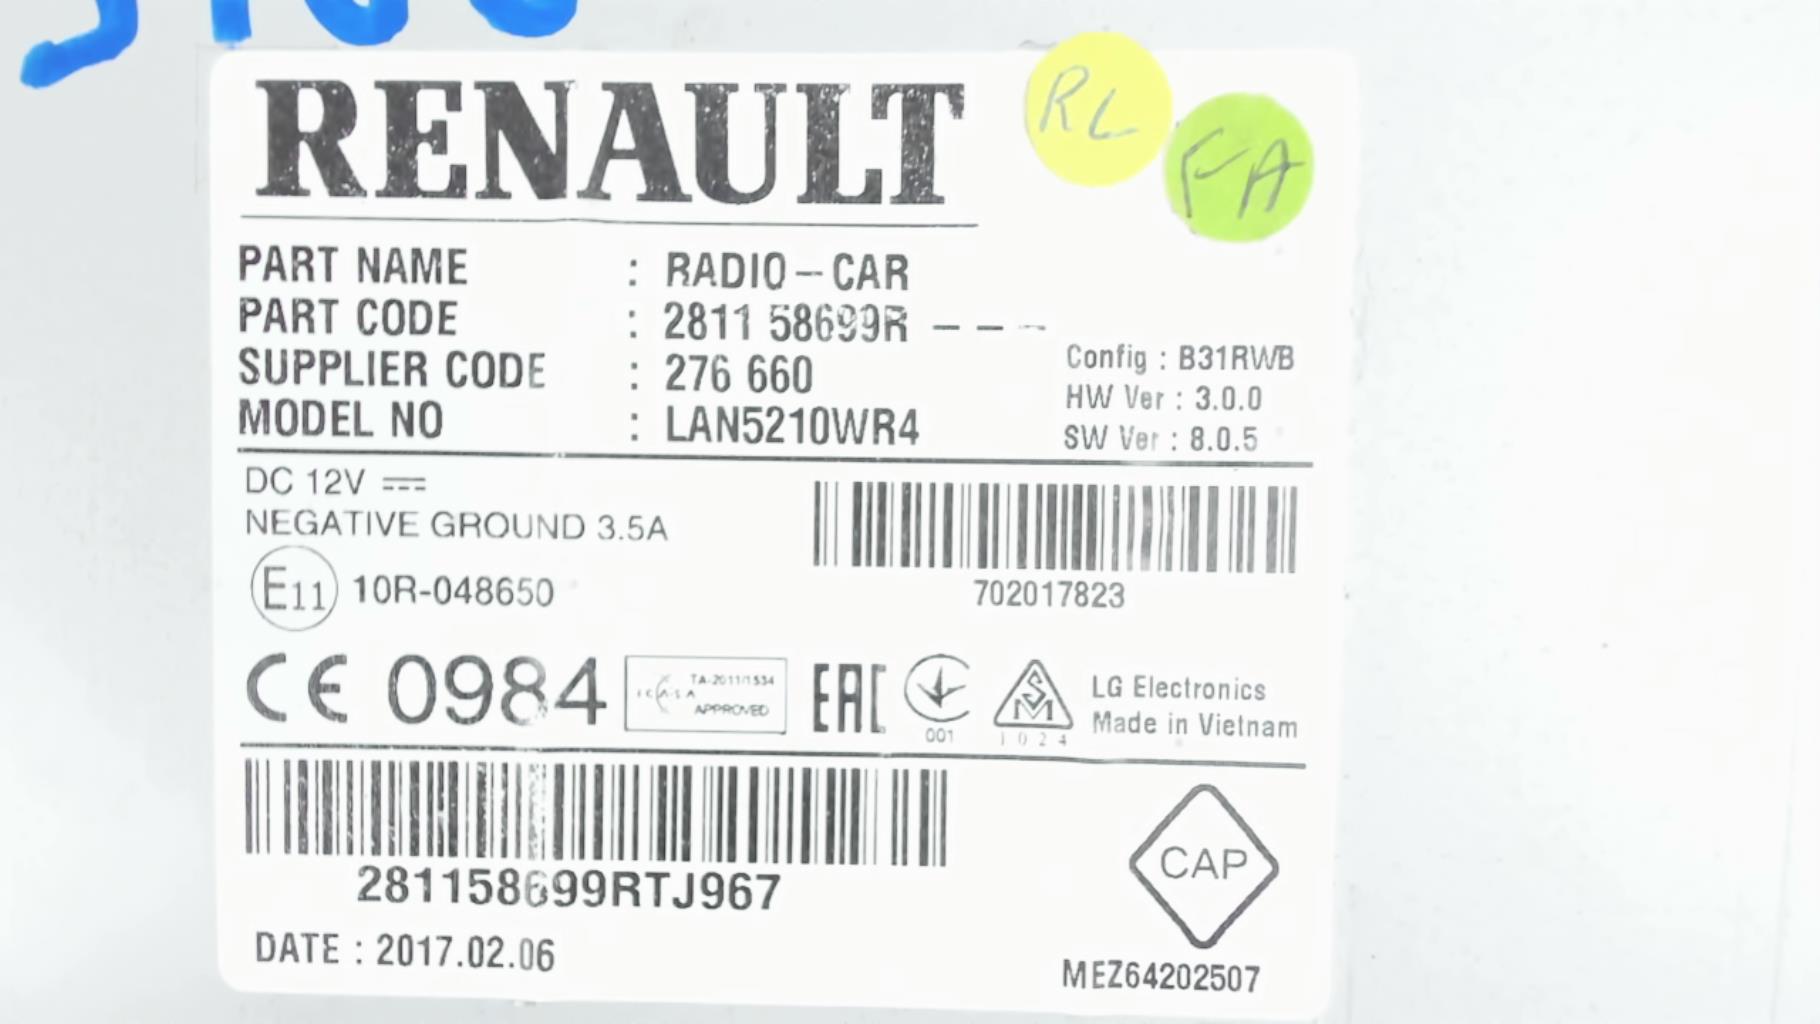 RENAULT
RL
FA
PART NAME : RADIO-CAR
PART CODE : 2811 58699R ---
SUPPLIER CODE : 276 660
MODEL NO : LAN5210WR4
Config : B31RWB
HW Ver : 3.0.0
SW Ver : 8.0.5
DC 12V
NEGATIVE GROUND 3.5A
702017823
E11 10R-048650
CE 0984
TA-2011/1534
ICASA
APPROVED
EAC
001
SM
1024
LG Electronics
Made in Vietnam
281158699RTJ967
CAP
DATE : 2017.02.06
MEZ64202507